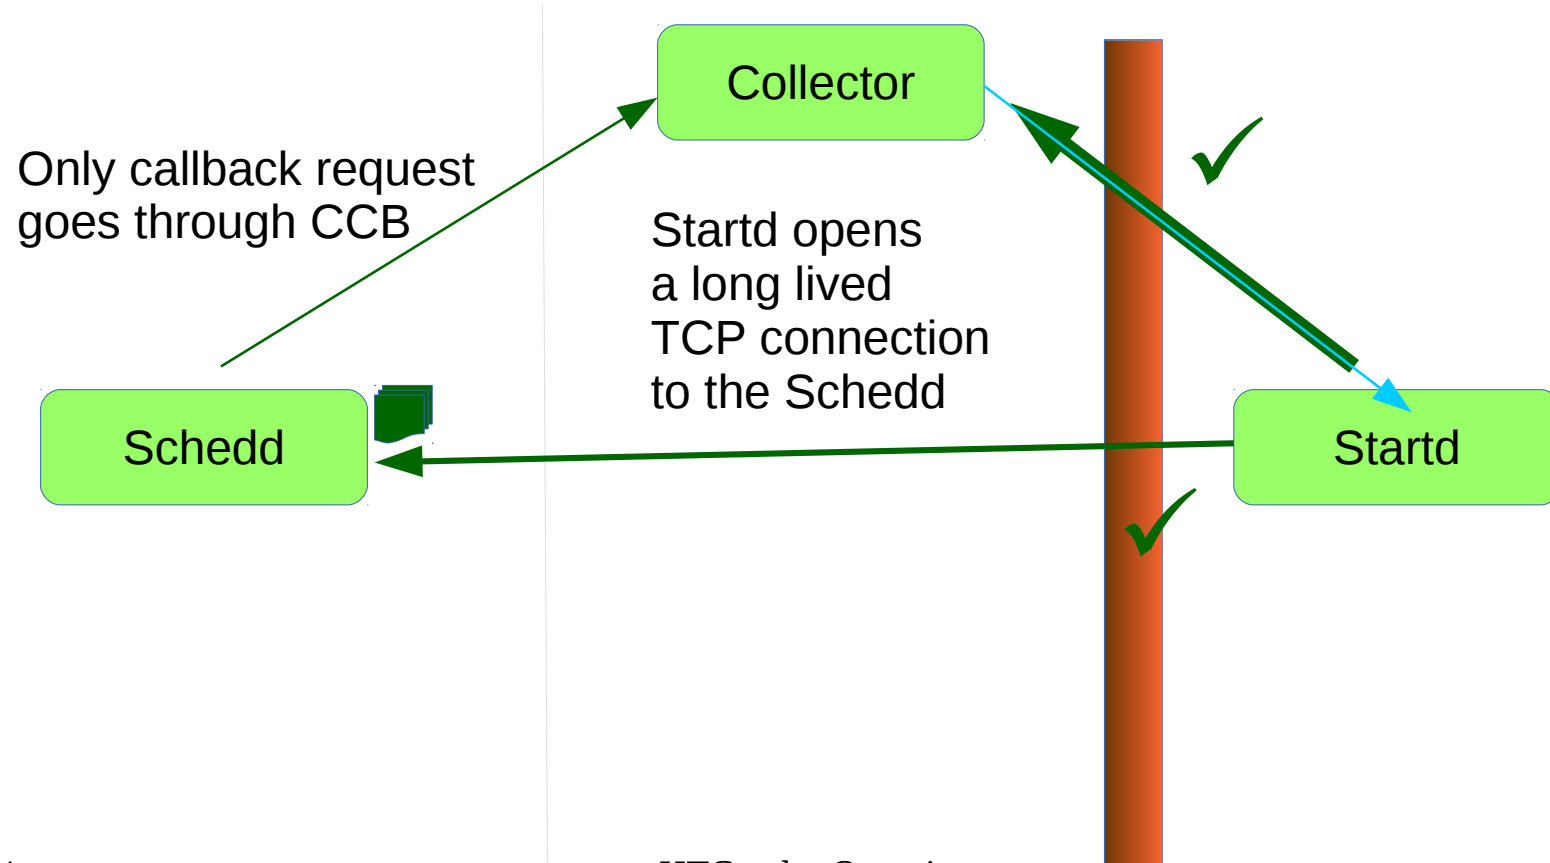 Collector
Only callback request
goes through CCB
Startd opens
a long lived
TCP connection
to the Schedd
Schedd
Startd